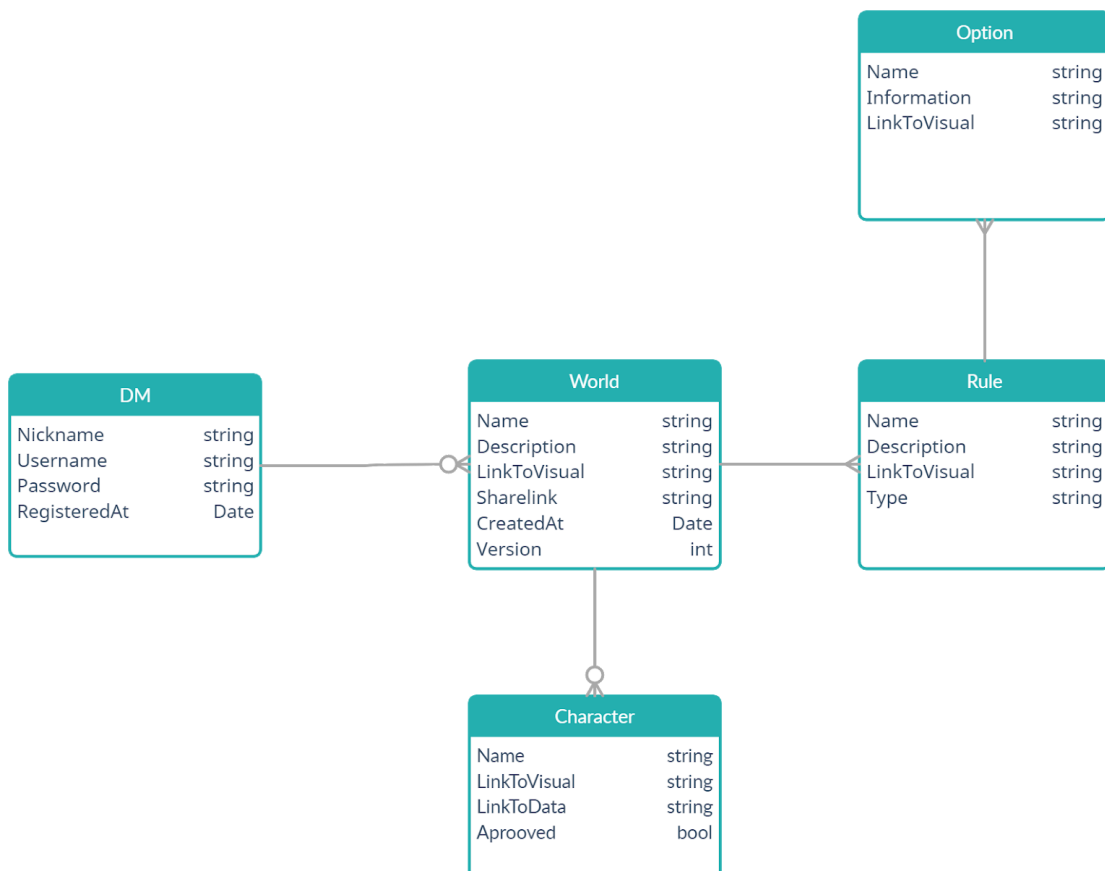 Option
Name string
Information string
LinkToVisual string
DM
Nickname string
Username string
Password string
RegisteredAt Date
World
Name string
Description string
LinkToVisual string
Sharelink string
CreatedAt Date
Version int
Rule
Name string
Description string
LinkToVisual string
Type string
Character
Name string
LinkToVisual string
LinkToData string
Aprooved bool